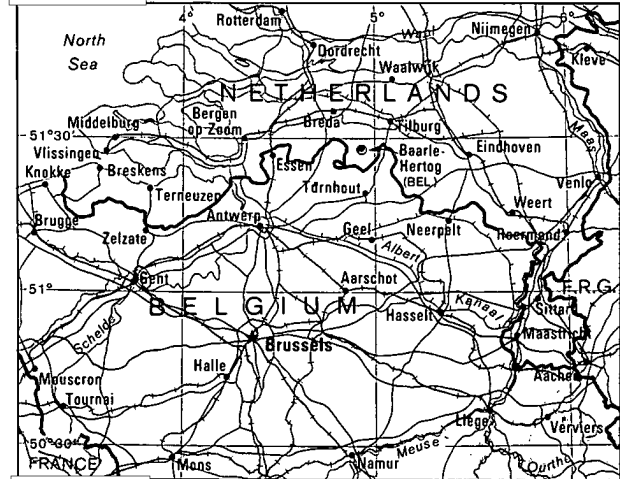 4°
5°
6°
Rotterdam
Nijmegen
North
Sea
Dordrecht
Waal
Kleve
Waalwijk
NETHERLANDS
Middelburg
Bergen
op Zoom
Breda
Tilburg
Maas
51°30'
Vlissingen
Essen
Baarle-
Hertog
(BEL.)
Eindhoven
Knokke
Breskens
Terneuzen
Turnhout
Venlo
Weert
Brugge
Antwerp
Zelzate
Geel
Neerpelt
Roermond
Albert
Gent
51°
Aarschot
F.R.G.
BELGIUM
Hasselt
Kanaal
Sittard
Schelde
Maastricht
Brussels
Halle
Mouscron
Aachen
Tournai
Liege
Verviers
50°30'
Meuse
FRANCE
Mons
Namur
Ourthe